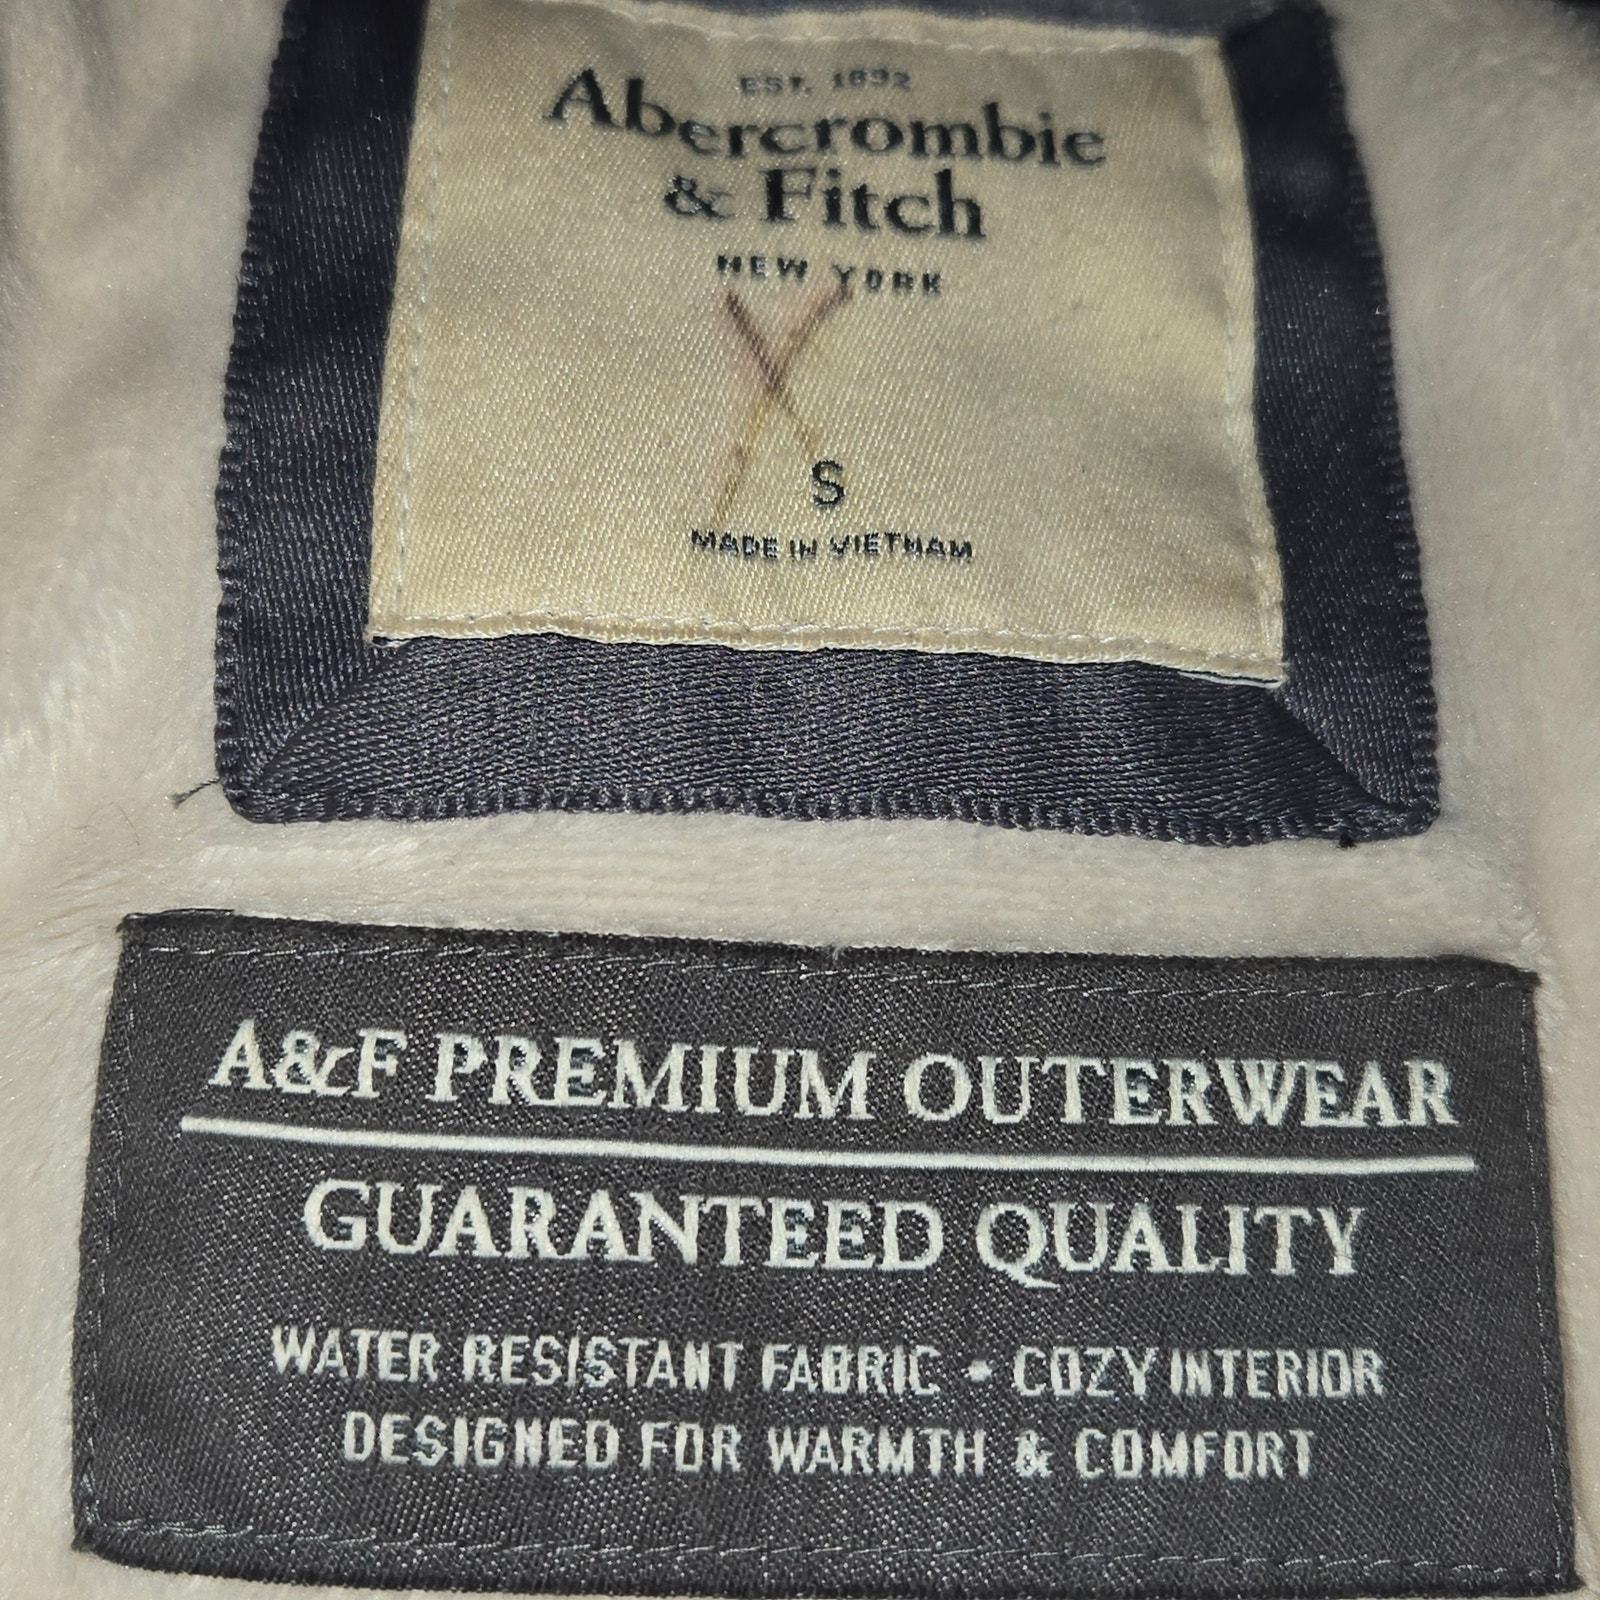 EST. 1892
Abercrombie
& Fitch
NEW YORK
S
MADE IN VIETNAM
A&F PREMIUM OUTERWEAR
GUARANTEED QUALITY
WATER RESISTANT FABRIC • COZY INTERIOR
DESIGNED FOR WARMTH & COMFORT